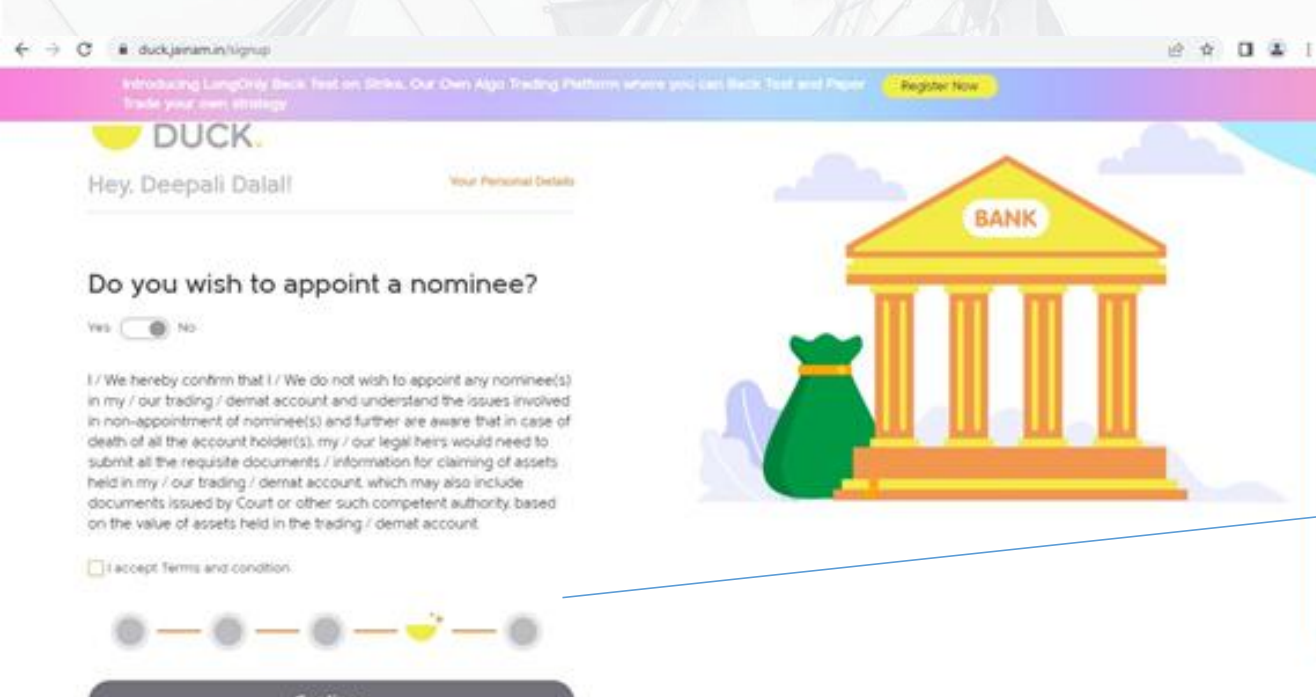 duck.jainam.in/signup
Introducing LongOnly Back Test on Strike, Our Own Algo Trading Platform where you can Back Test and Paper
Trade your own strategy
Register Now
DUCK.
Hey, Deepali Dalal!
Your Personal Details
BANK
Do you wish to appoint a nominee?
Yes No
I / We hereby confirm that I / We do not wish to appoint any nominee(s)
in my / our trading / demat account and understand the issues involved
in non-appointment of nominee(s) and further are aware that in case of
death of all the account holder(s), my / our legal heirs would need to
submit all the requisite documents / information for claiming of assets
held in my / our trading / demat account, which may also include
documents issued by Court or other such competent authority, based
on the value of assets held in the trading / demat account.
I accept Terms and condition